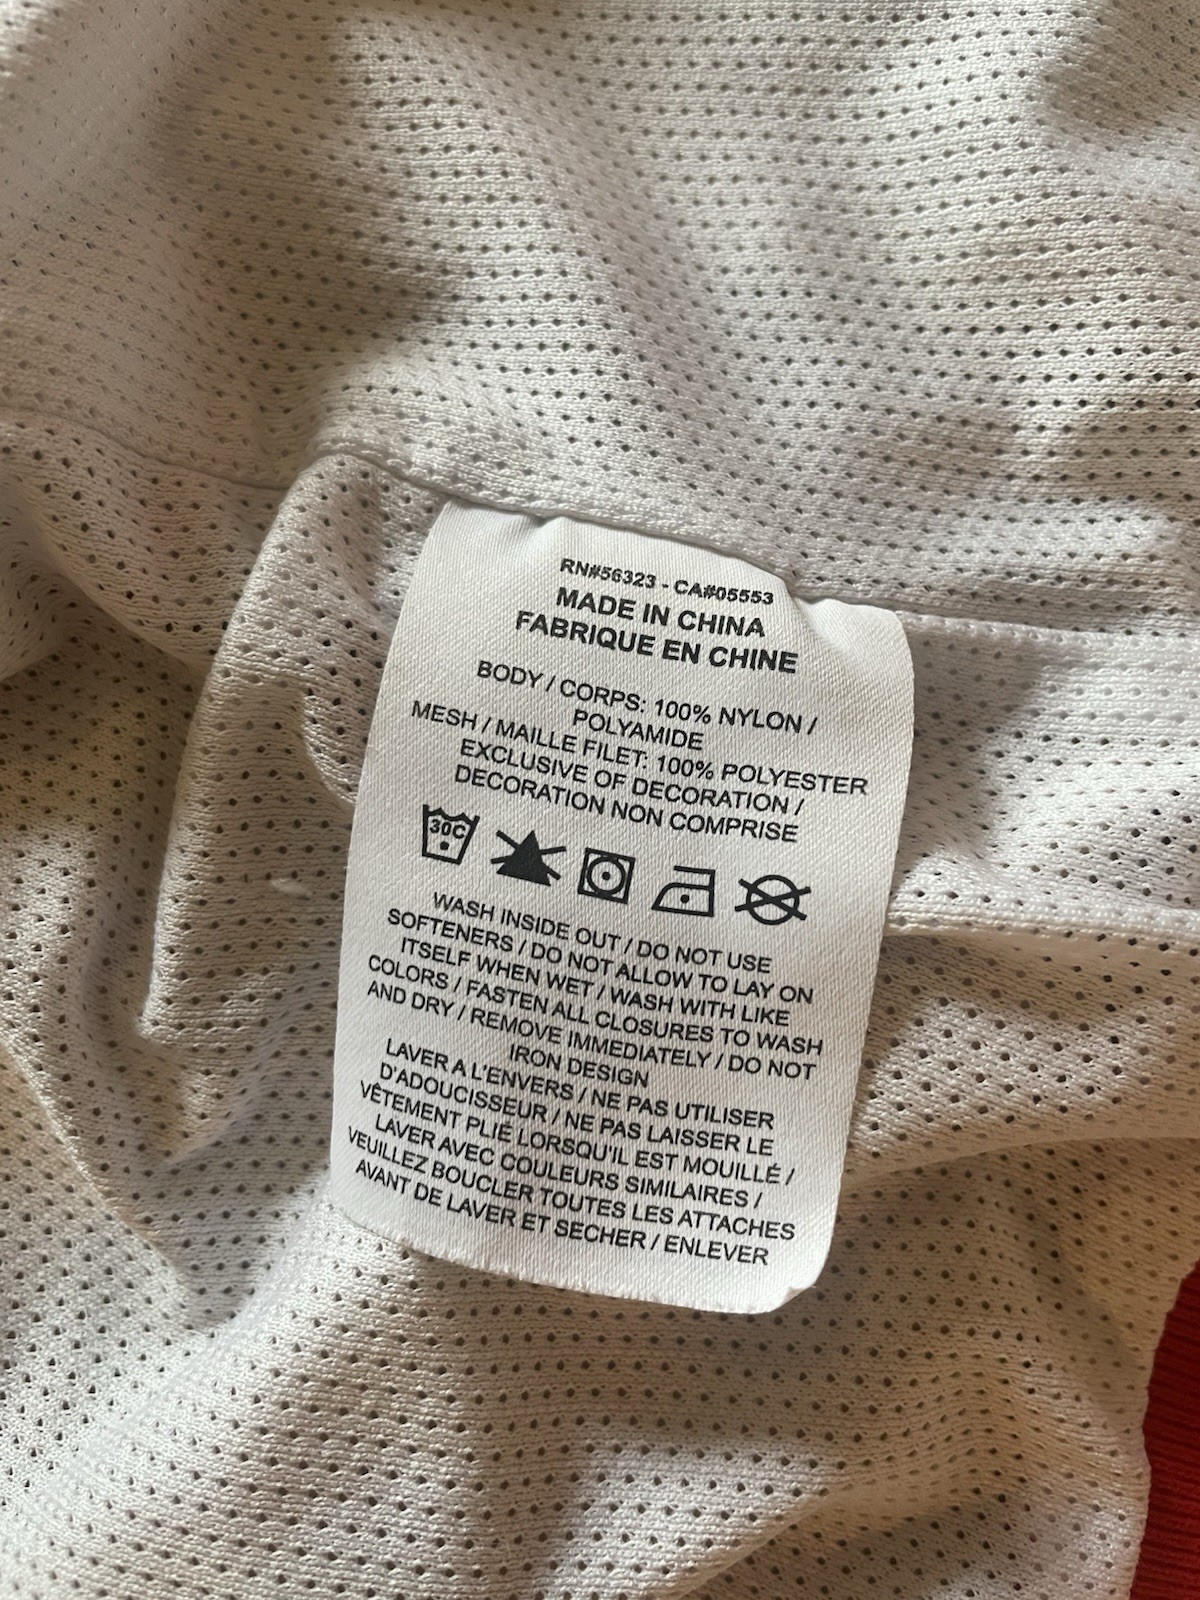 RN#56323 - CA#05553
MADE IN CHINA
FABRIQUE EN CHINE
BODY / CORPS: 100% NYLON /
POLYAMIDE
MESH / MAILLE FILET: 100% POLYESTER
EXCLUSIVE OF DECORATION /
DECORATION NON COMPRISE
30C
WASH INSIDE OUT / DO NOT USE
SOFTENERS / DO NOT ALLOW TO LAY ON
ITSELF WHEN WET / WASH WITH LIKE
COLORS / FASTEN ALL CLOSURES TO WASH
AND DRY / REMOVE IMMEDIATELY / DO NOT
IRON DESIGN
LAVER A L'ENVERS / NE PAS UTILISER
D'ADOUCISSEUR / NE PAS LAISSER LE
VÊTEMENT PLIÉ LORSQU'IL EST MOUILLÉ /
LAVER AVEC COULEURS SIMILAIRES /
VEUILLEZ BOUCLER TOUTES LES ATTACHES
AVANT DE LAVER ET SECHER / ENLEVER